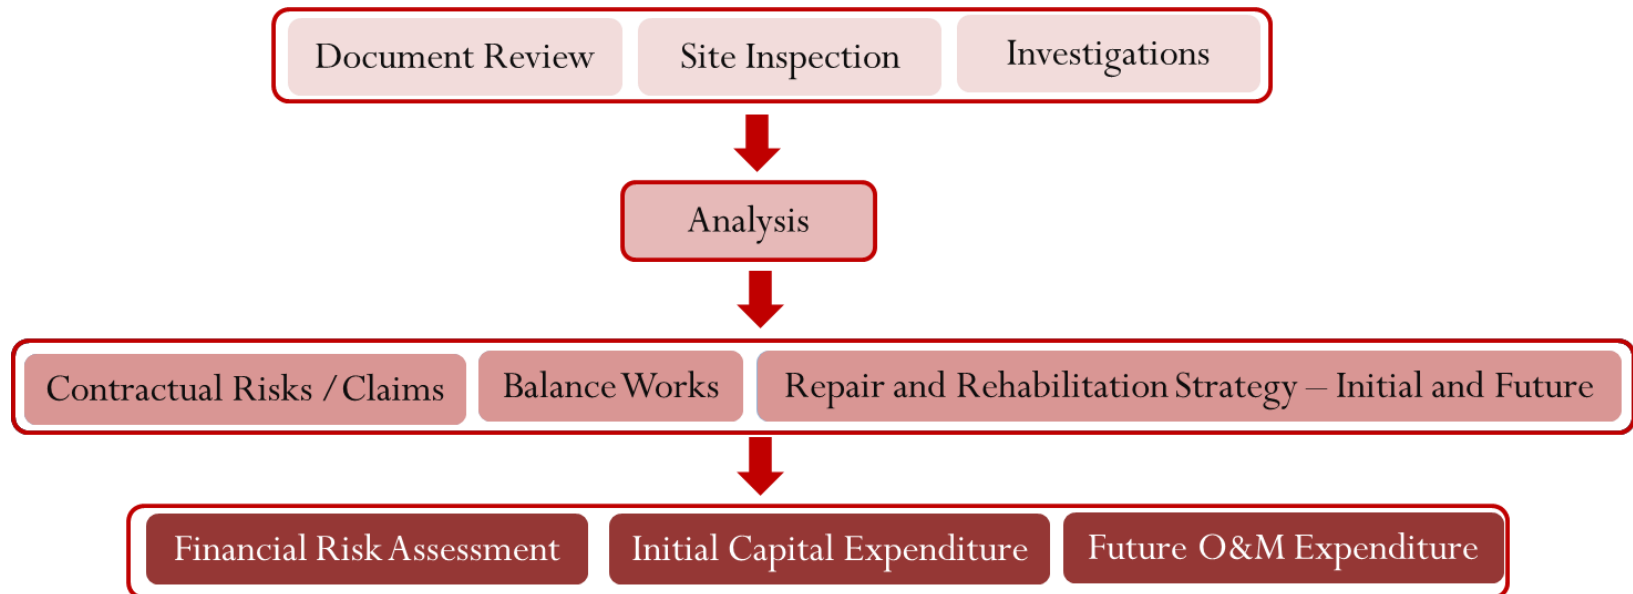 Document Review
Site Inspection
Investigations
Analysis
Contractual Risks / Claims
Balance Works
Repair and Rehabilitation Strategy – Initial and Future
Financial Risk Assessment
Initial Capital Expenditure
Future O&M Expenditure